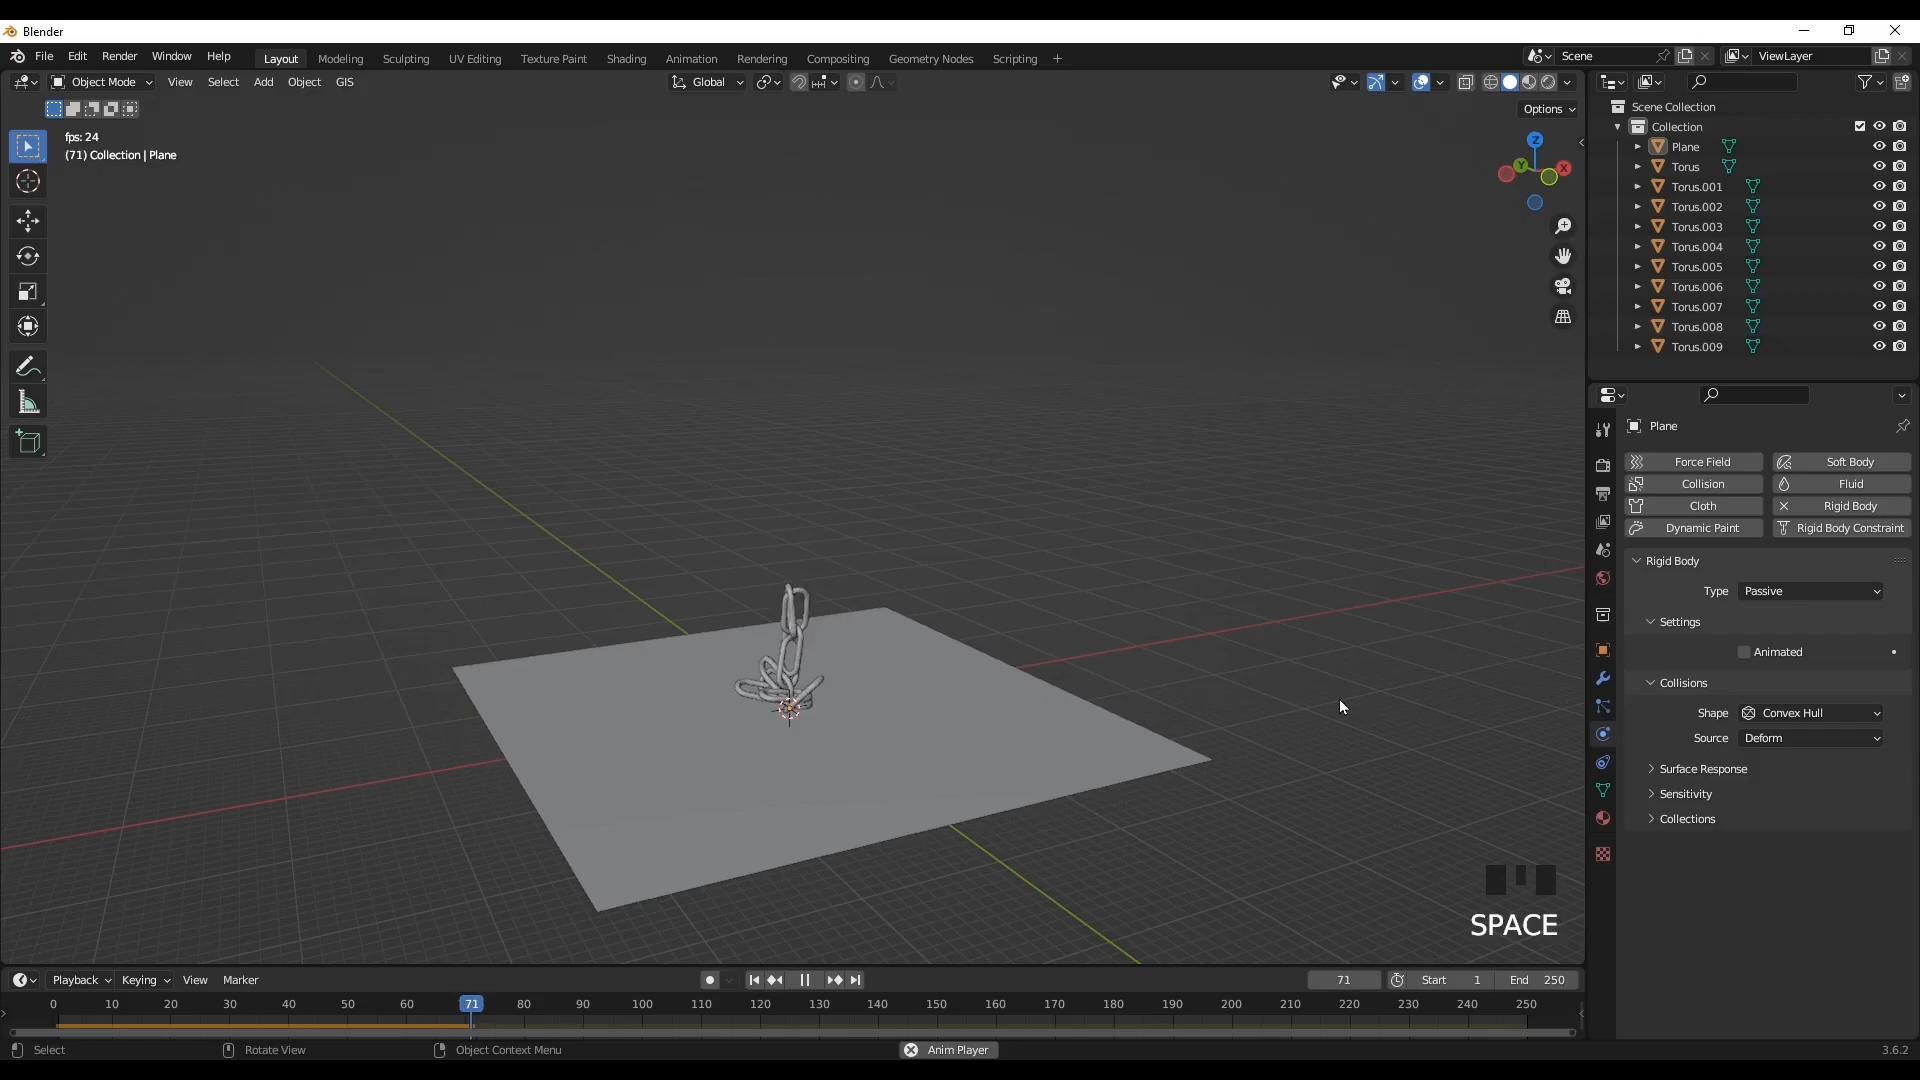 Blender
File Edit Render Window Help Layout Modeling Sculpting UV Editing Texture Paint Shading Animation Rendering Compositing Geometry Nodes Scripting + Scene ViewLayer
Object Mode View Select Add Object GIS Global
Options
fps: 24
(71) Collection | Plane
Z
Y
X
Scene Collection
Collection
Plane
Torus
Torus.001
Torus.002
Torus.003
Torus.004
Torus.005
Torus.006
Torus.007
Torus.008
Torus.009
Plane
Force Field Soft Body
Collision Fluid
Cloth Rigid Body
Dynamic Paint Rigid Body Constraint
Rigid Body
Type Passive
Settings
Animated
Collisions
Shape Convex Hull
Source Deform
Surface Response
Sensitivity
Collections
SPACE
Playback Keying View Marker 71 Start 1 End 250
0 10 20 30 40 50 60 71 80 90 100 110 120 130 140 150 160 170 180 190 200 210 220 230 240 250
Select Rotate View Object Context Menu Anim Player 3.6.2